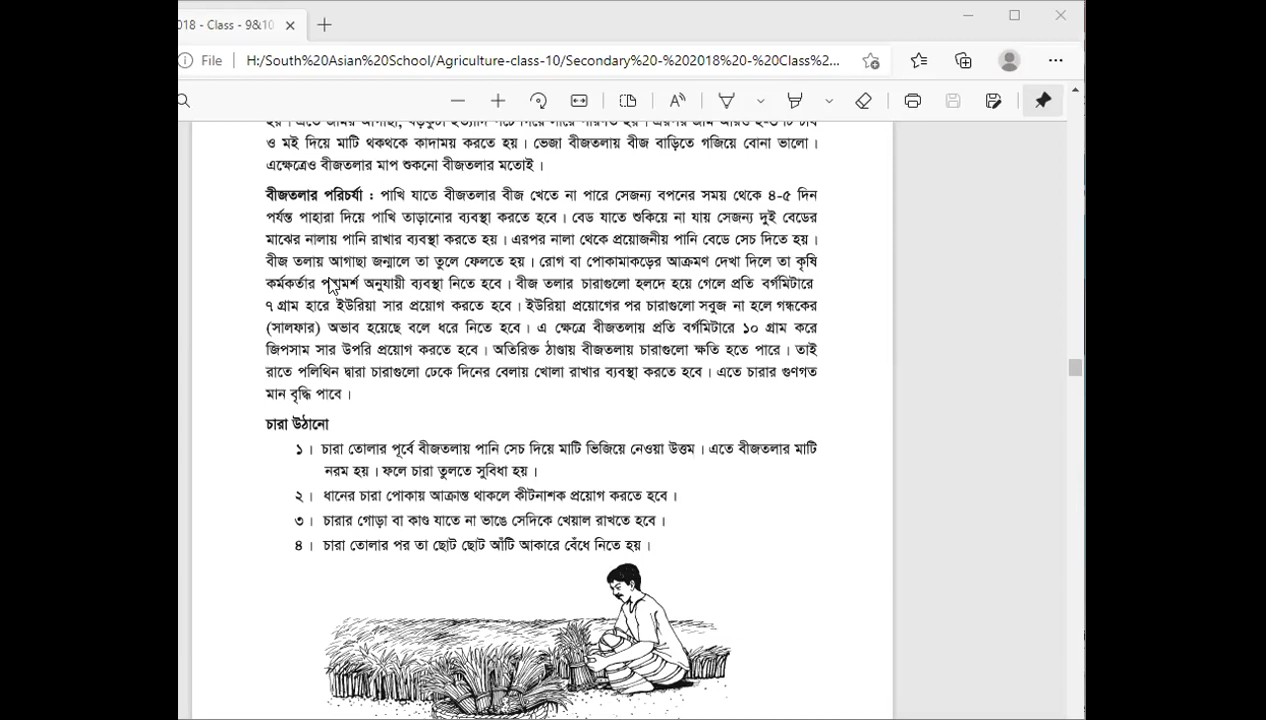 018 - Class - 9&10
File H:/South%20Asian%20School/Agriculture-class-10/Secondary%20-%202018%20-%20Class%2...
ও মই দিয়ে মাটি থকথকে কাদাময় করতে হয় । ভেজা বীজতলায় বীজ বাড়িতে গজিয়ে বোনা ভালো ।
এক্ষেত্রেও বীজতলার মাপ শুকনো বীজতলার মতোই ।
বীজতলার পরিচর্যা : পাখি যাতে বীজতলার বীজ খেতে না পারে সেজন্য বপনের সময় থেকে ৪-৫ দিন
পর্যন্ত পাহারা দিয়ে পাখি তাড়ানোর ব্যবস্থা করতে হবে । বেড যাতে শুকিয়ে না যায় সেজন্য দুই বেডের
মাঝের নালায় পানি রাখার ব্যবস্থা করতে হয় । এরপর নালা থেকে প্রয়োজনীয় পানি বেডে সেচ দিতে হয় ।
বীজ তলায় আগাছা জন্মালে তা তুলে ফেলতে হয় । রোগ বা পোকামাকড়ের আক্রমণ দেখা দিলে তা কৃষি
কর্মকর্তার পরামর্শ অনুযায়ী ব্যবস্থা নিতে হবে । বীজ তলার চারাগুলো হলদে হয়ে গেলে প্রতি বর্গমিটারে
৭ গ্রাম হারে ইউরিয়া সার প্রয়োগ করতে হবে । ইউরিয়া প্রয়োগের পর চারাগুলো সবুজ না হলে গন্ধকের
(সালফার) অভাব হয়েছে বলে ধরে নিতে হবে । এ ক্ষেত্রে বীজতলায় প্রতি বর্গমিটারে ১০ গ্রাম করে
জিপসাম সার উপরি প্রয়োগ করতে হবে । অতিরিক্ত ঠাণ্ডায় বীজতলায় চারাগুলো ক্ষতি হতে পারে । তাই
রাতে পলিথিন দ্বারা চারাগুলো ঢেকে দিনের বেলায় খোলা রাখার ব্যবস্থা করতে হবে । এতে চারার গুণগত
মান বৃদ্ধি পাবে ।
চারা উঠানো
১ । চারা তোলার পূর্বে বীজতলায় পানি সেচ দিয়ে মাটি ভিজিয়ে নেওয়া উত্তম । এতে বীজতলার মাটি
নরম হয় । ফলে চারা তুলতে সুবিধা হয় ।
২ । ধানের চারা পোকায় আক্রান্ত থাকলে কীটনাশক প্রয়োগ করতে হবে ।
৩ । চারার গোড়া বা কাণ্ড যাতে না ভাঙে সেদিকে খেয়াল রাখতে হবে ।
৪ । চারা তোলার পর তা ছোট ছোট আঁটি আকারে বেঁধে নিতে হয় ।